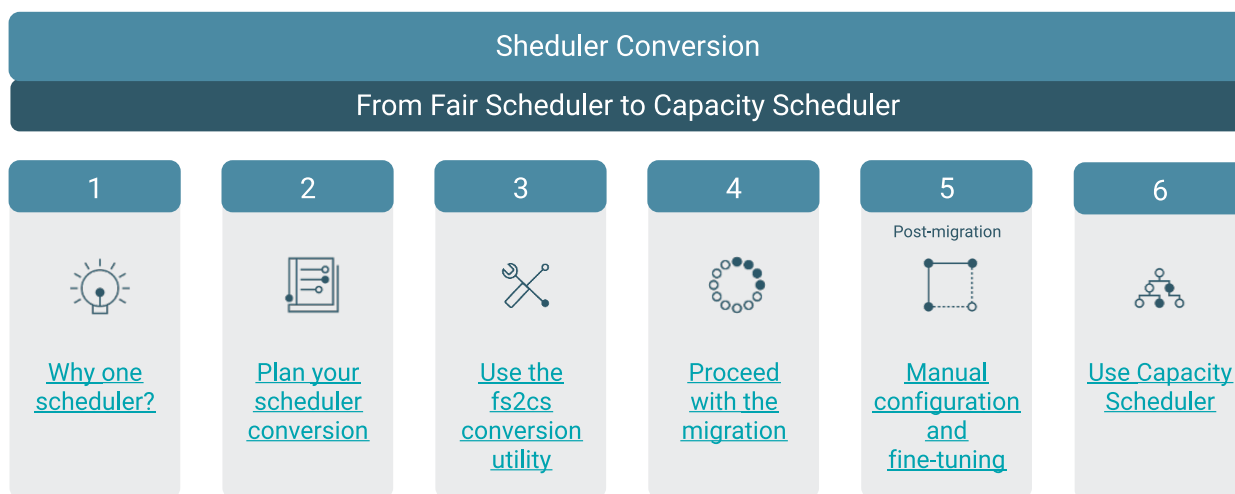 Sheduler Conversion
From Fair Scheduler to Capacity Scheduler
1
Why one
scheduler?
2
Plan your
scheduler
conversion
3
Use the
fs2cs
conversion
utility
4
Proceed
with the
migration
5
Post-migration
Manual
configuration
and
fine-tuning
6
Use Capacity
Scheduler